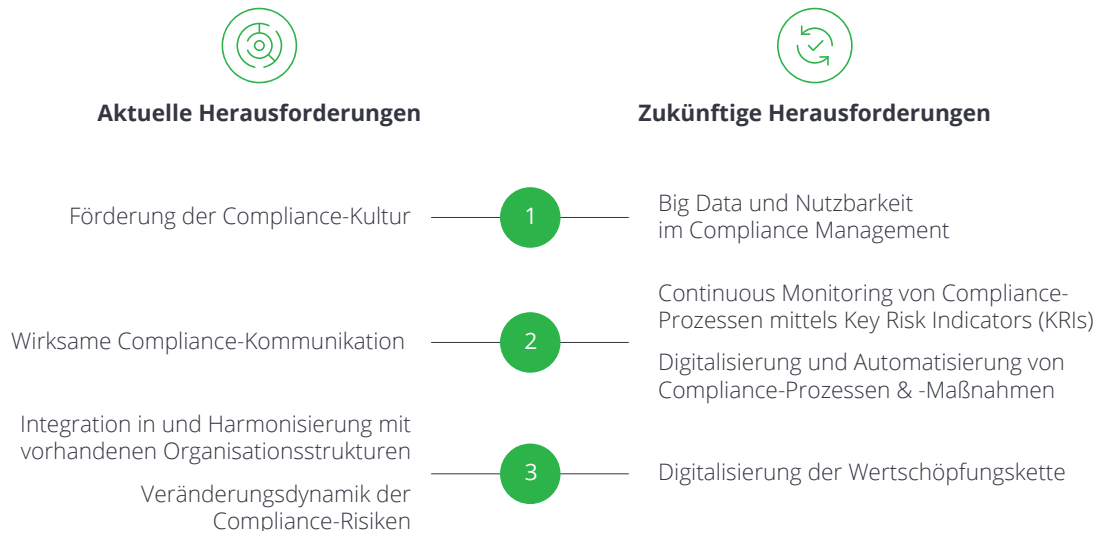 Aktuelle Herausforderungen
Zukünftige Herausforderungen
Förderung der Compliance-Kultur
1
Big Data und Nutzbarkeit
im Compliance Management
Wirksame Compliance-Kommunikation
2
Continuous Monitoring von Compliance-
Prozessen mittels Key Risk Indicators (KRIs)
Digitalisierung und Automatisierung von
Compliance-Prozessen & -Maßnahmen
Integration in und Harmonisierung mit
vorhandenen Organisationsstrukturen
Veränderungsdynamik der
Compliance-Risiken
3
Digitalisierung der Wertschöpfungskette